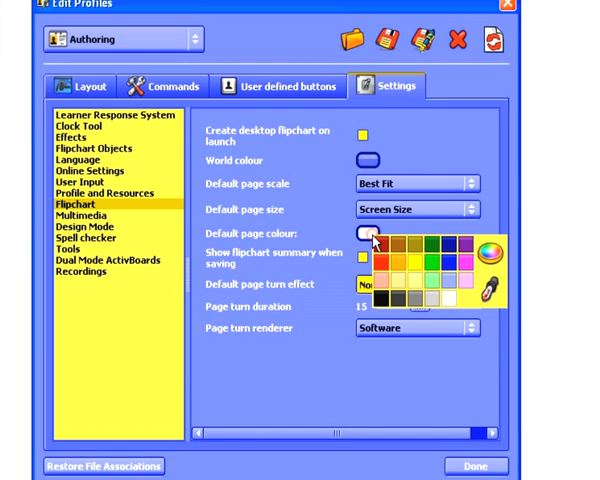 Edit Profiles
Authoring
Layout
Commands
User defined buttons
Settings
Learner Response System
Clock Tool
Effects
Flipchart Objects
Language
Online Settings
User Input
Profile and Resources
Flipchart
Multimedia
Design Mode
Spell checker
Tools
Dual Mode ActivBoards
Recordings
Create desktop flipchart on
launch
World colour
Default page scale
Best Fit
Default page size
Screen Size
Default page colour:
Show flipchart summary when
saving
Default page turn effect
Page turn duration
15
Page turn renderer
Software
Restore File Associations
Done